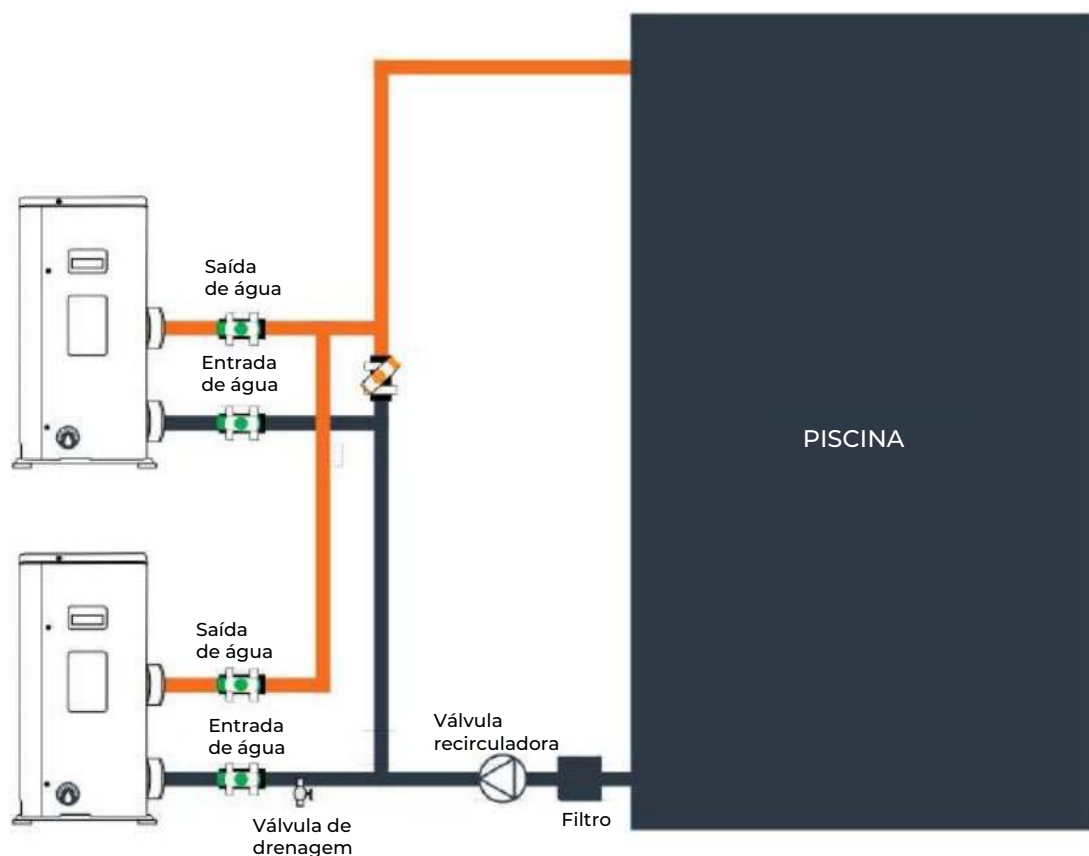 Saída
de água
Entrada
de água
PISCINA
Saída
de água
Entrada
de água
Válvula
recirculadora
Válvula de
drenagem
Filtro